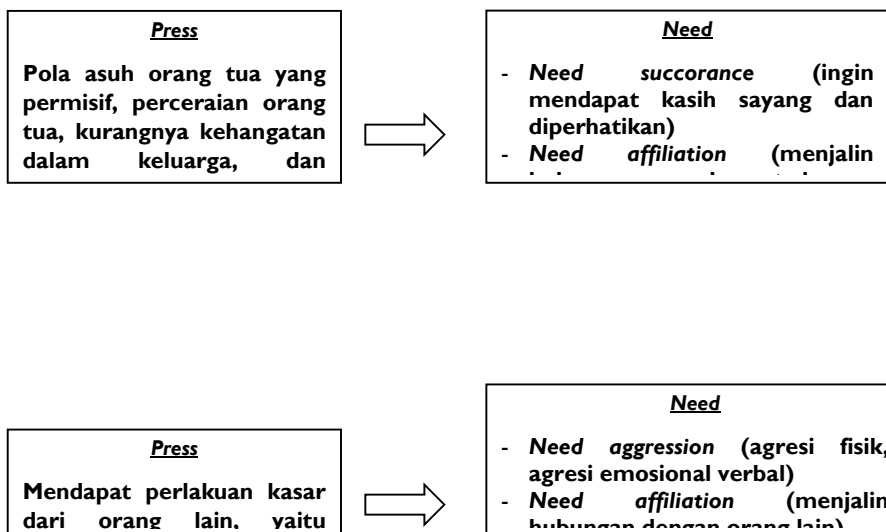 Press
Pola asuh orang tua yang
permisif, perceraian orang
tua, kurangnya kehangatan
dalam keluarga, dan
Need
- Need succorance (ingin
mendapat kasih sayang dan
diperhatikan)
- Need affiliation (menjalin
Press
Mendapat perlakuan kasar
dari orang lain, yaitu
Need
- Need aggression (agresi fisik,
agresi emosional verbal)
- Need affiliation (menjalin
hubungan dengan orang lain)